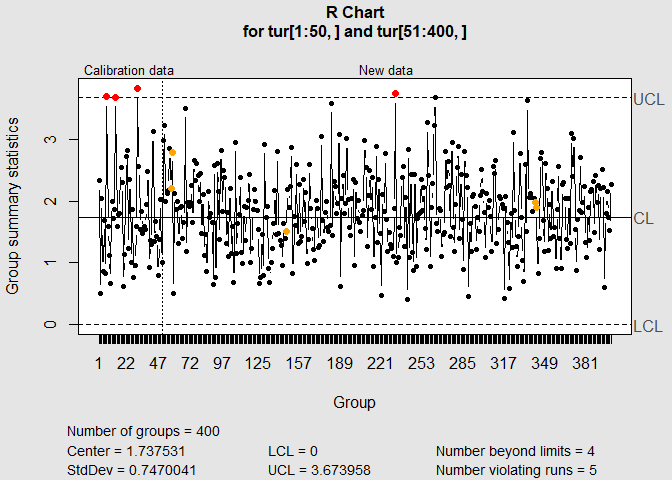 R Chart
for tur[1:50, ] and tur[51:400, ]
Calibration data
New data
UCL
CL
LCL
Group summary statistics
0 1 2 3
1 22 47 72 97 125 157 189 221 253 285 317 349 381
Group
Number of groups = 400
Center = 1.737531
LCL = 0
Number beyond limits = 4
StdDev = 0.7470041
UCL = 3.673958
Number violating runs = 5